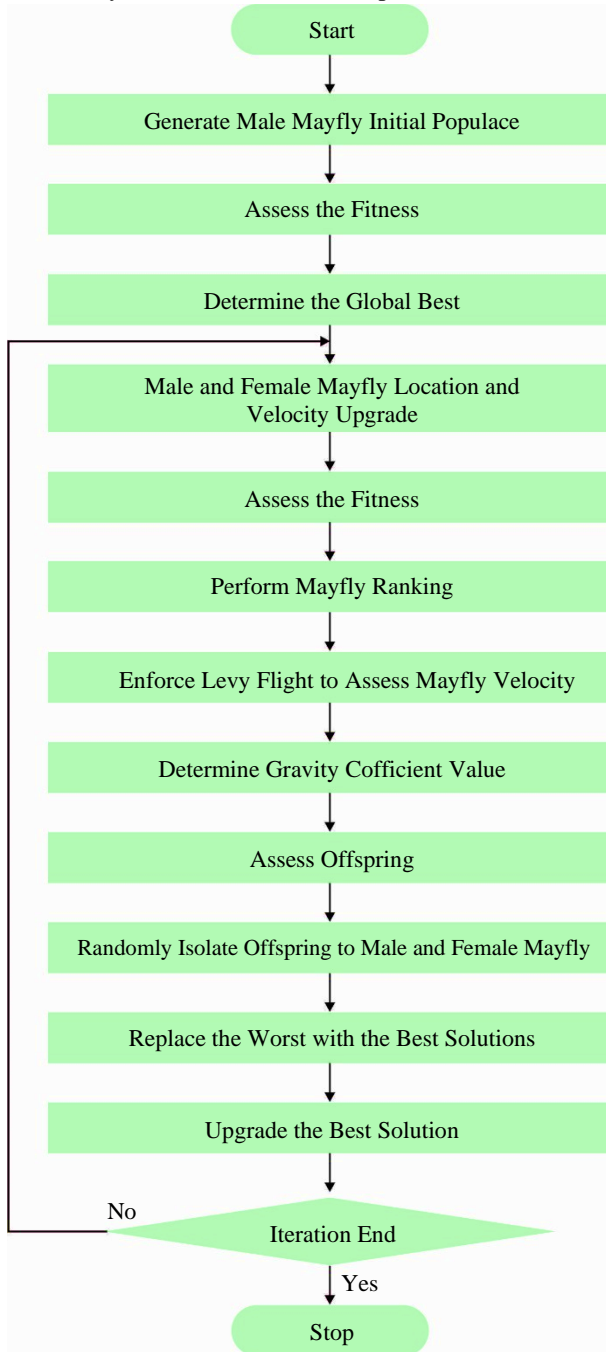 Start
Generate Male Mayfly Initial Populace
Assess the Fitness
Determine the Global Best
Male and Female Mayfly Location and
Velocity Upgrade
Assess the Fitness
Perform Mayfly Ranking
Enforce Levy Flight to Assess Mayfly Velocity
Determine Gravity Cofficient Value
Assess Offspring
Randomly Isolate Offspring to Male and Female Mayfly
Replace the Worst with the Best Solutions
Upgrade the Best Solution
No
Iteration End
Yes
Stop